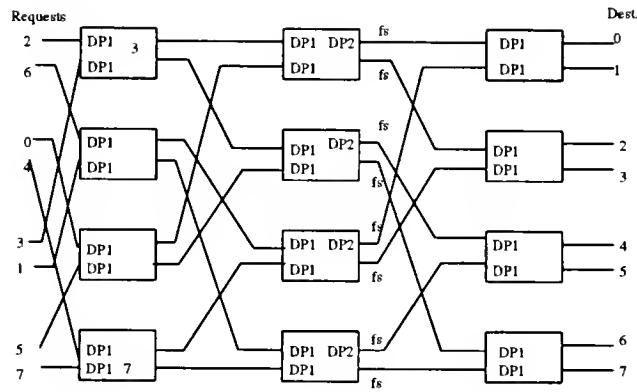 Requests Dest.
2 DP1 3 DP1 DP2 fs 0
DP1 DP1 fs DP1
6 DP1 DP1 1
fs
0 DP1 DP1 DP2 2
4 DP1 DP1 DP1
DP1 3
fs
3 DP1 fs DP1 4
1 DP1 DP1 DP2 DP1 5
DP1 fs
5 DP1 DP1 DP2 fs DP1 6
7 DP1 7 DP1 DP1 7
fs